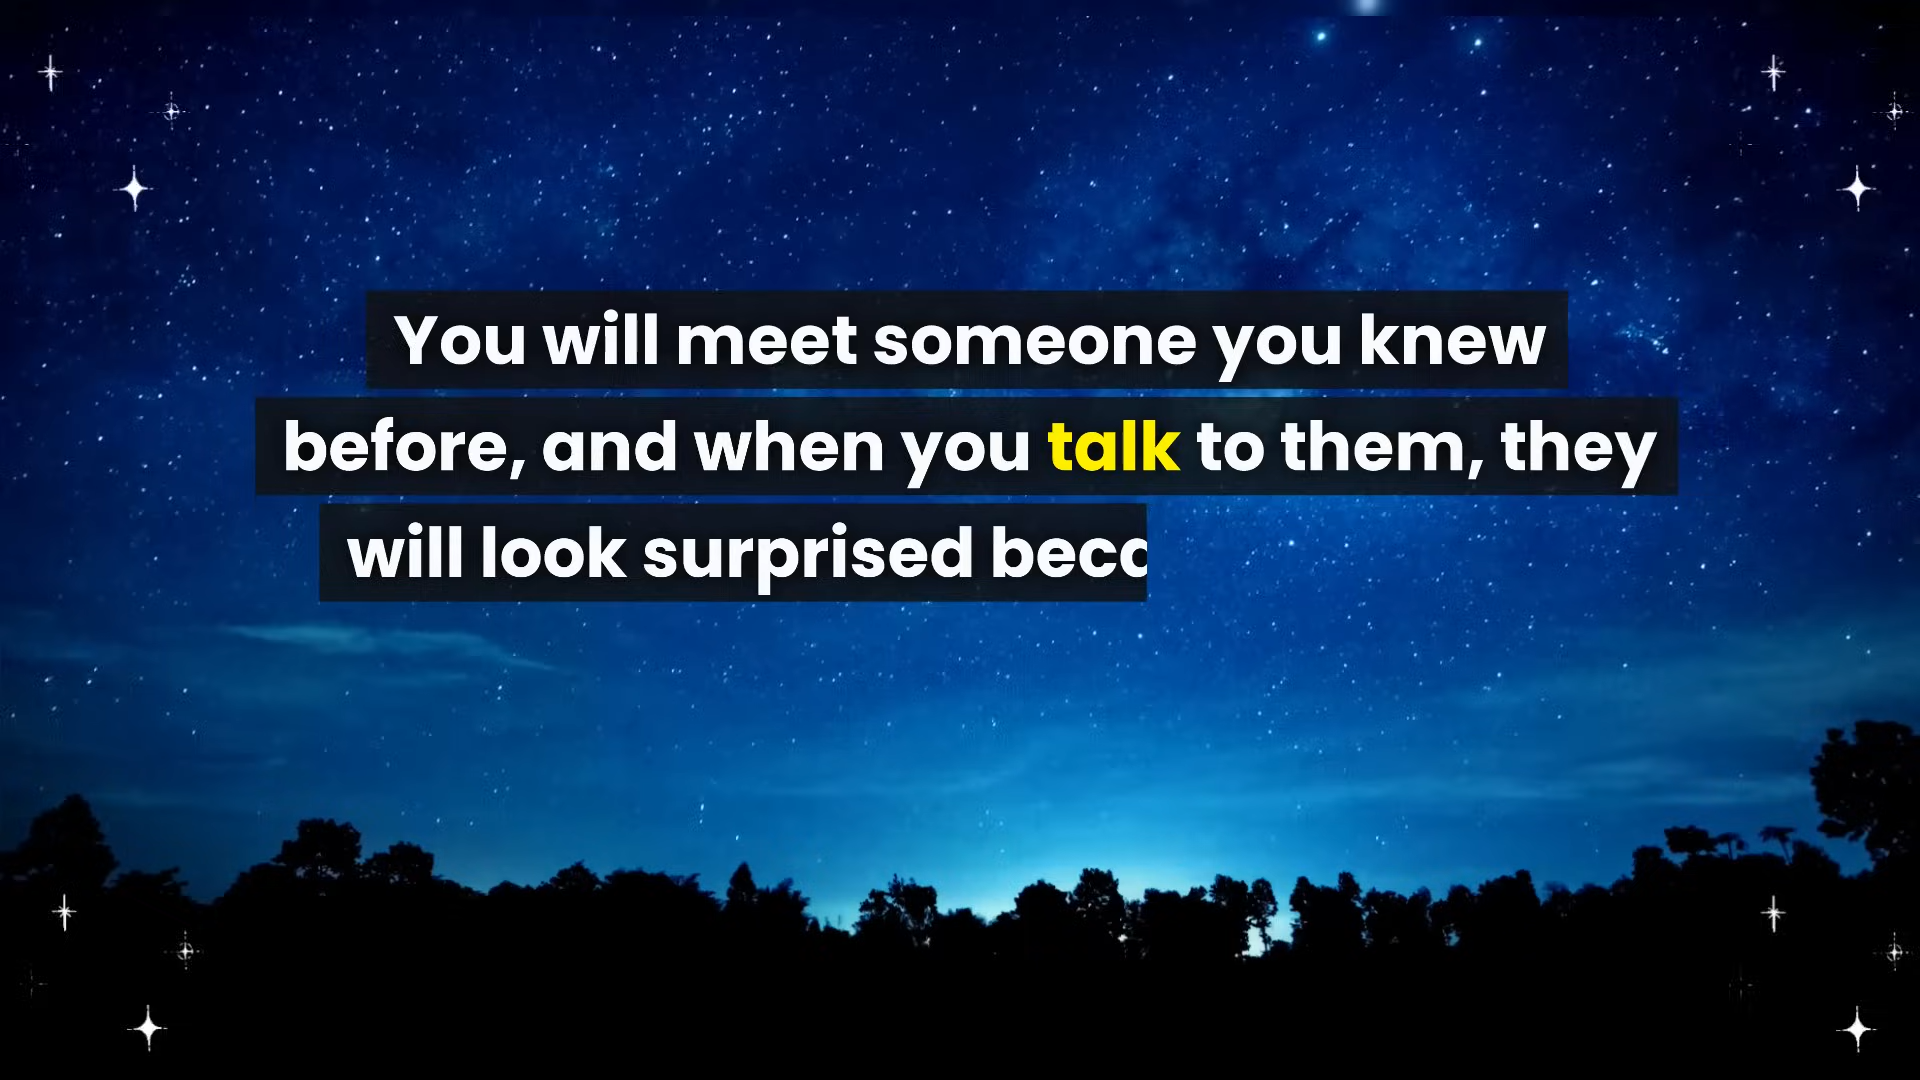 You will meet someone you knew
before, and when you talk to them, they
will look surprised